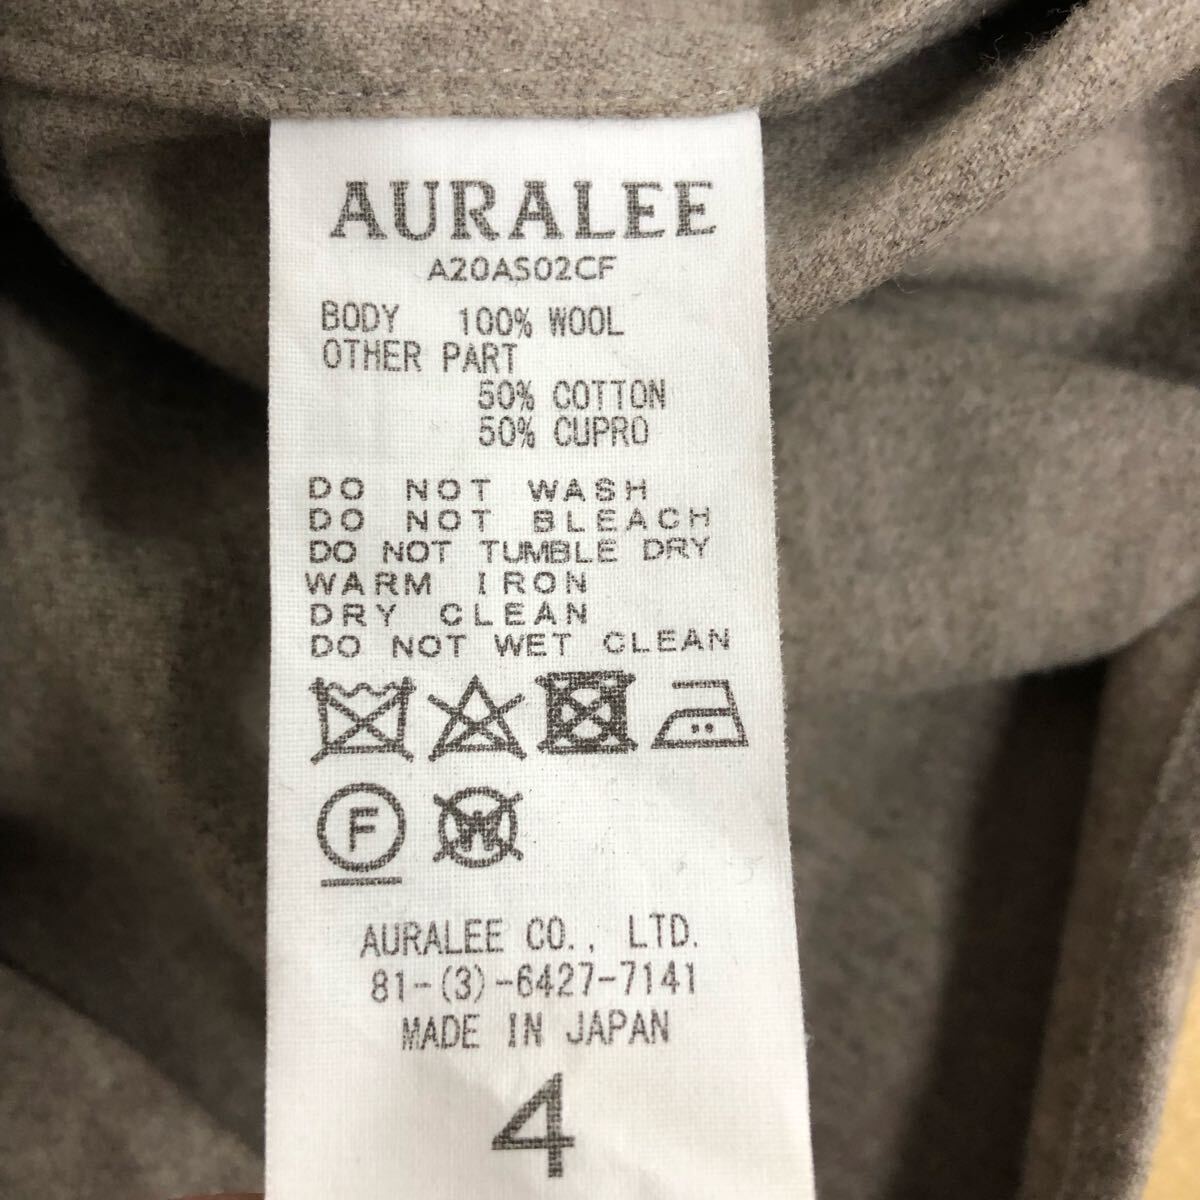 AURALEE
A20AS02CF
BODY 100% WOOL
OTHER PART
50% COTTON
50% CUPRO
DO NOT WASH
DO NOT BLEACH
DO NOT TUMBLE DRY
WARM IRON
DRY CLEAN
DO NOT WET CLEAN
F W
AURALEE CO., LTD.
81-(3)-6427-7141
MADE IN JAPAN
4